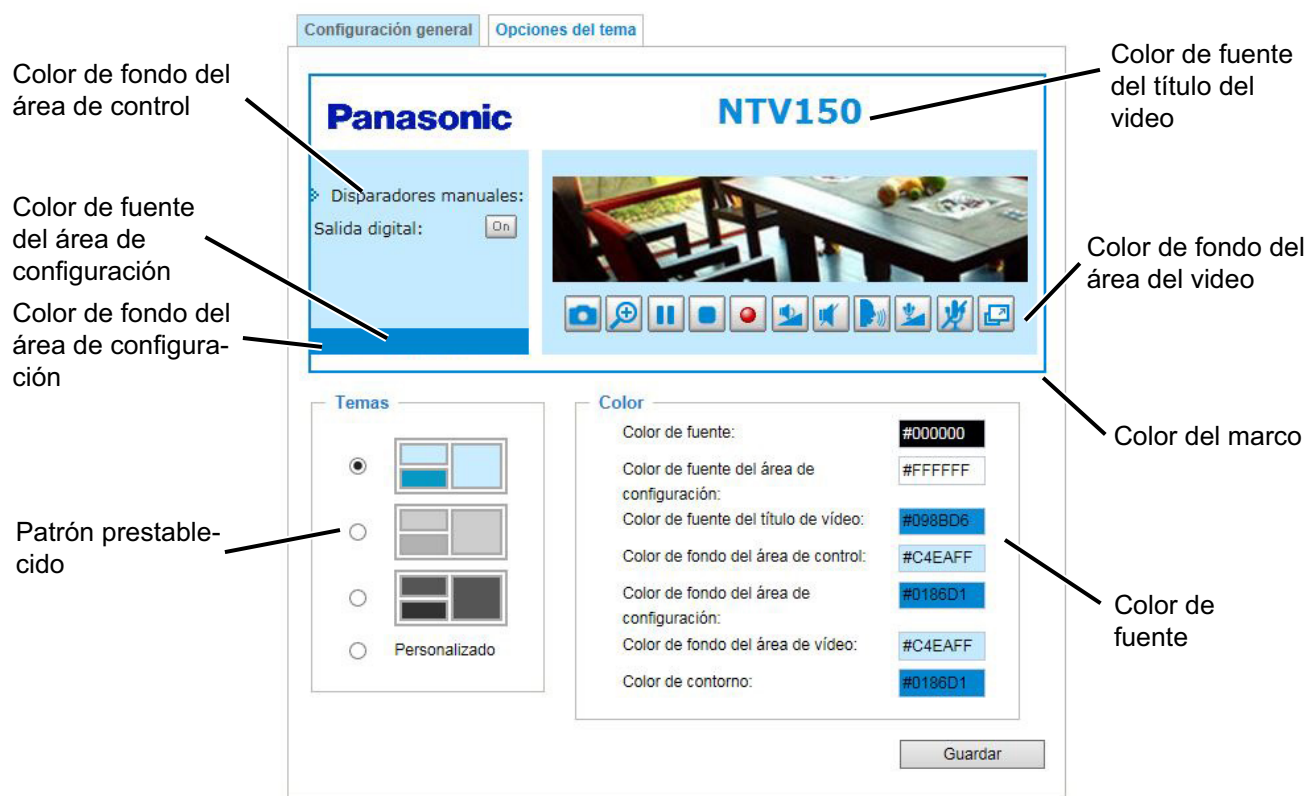 Configuración general
Opciones del tema
Color de fondo del
área de control
Color de fuente
del título del
video
Panasonic
NTV150
Disparadores manuales:
Salida digital:
On
Color de fuente
del área de
configuración
Color de fondo del
área de configura-
ción
Color de fondo del
área del video
Color del marco
Temas
Personalizado
Patrón prestable-
cido
Color
Color de fuente:
#000000
Color de fuente del área de
configuración:
#FFFFFF
Color de fuente del título de vídeo:
#098BD6
Color de fondo del área de control:
#C4EAFF
Color de fondo del área de
configuración:
#0186D1
Color de fondo del área de vídeo:
#C4EAFF
Color de contorno:
#0186D1
Color de
fuente
Guardar